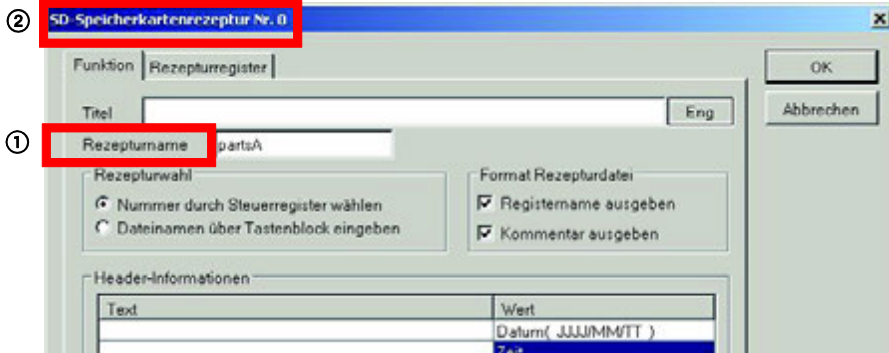 ② SD-Speicherkartenrezeptur Nr. 0
Funktion Rezepturregister
OK
Titel Eng Abbrechen
① Rezepturname partsA
Rezepturwahl Format Rezepturdatei
Nummer durch Steuerregister wählen Registername ausgeben
Dateinamen über Tastenblock eingeben Kommentar ausgeben
Header-Informationen
Text Wert
Datum( JJJJ/MM/TT )
Zeit